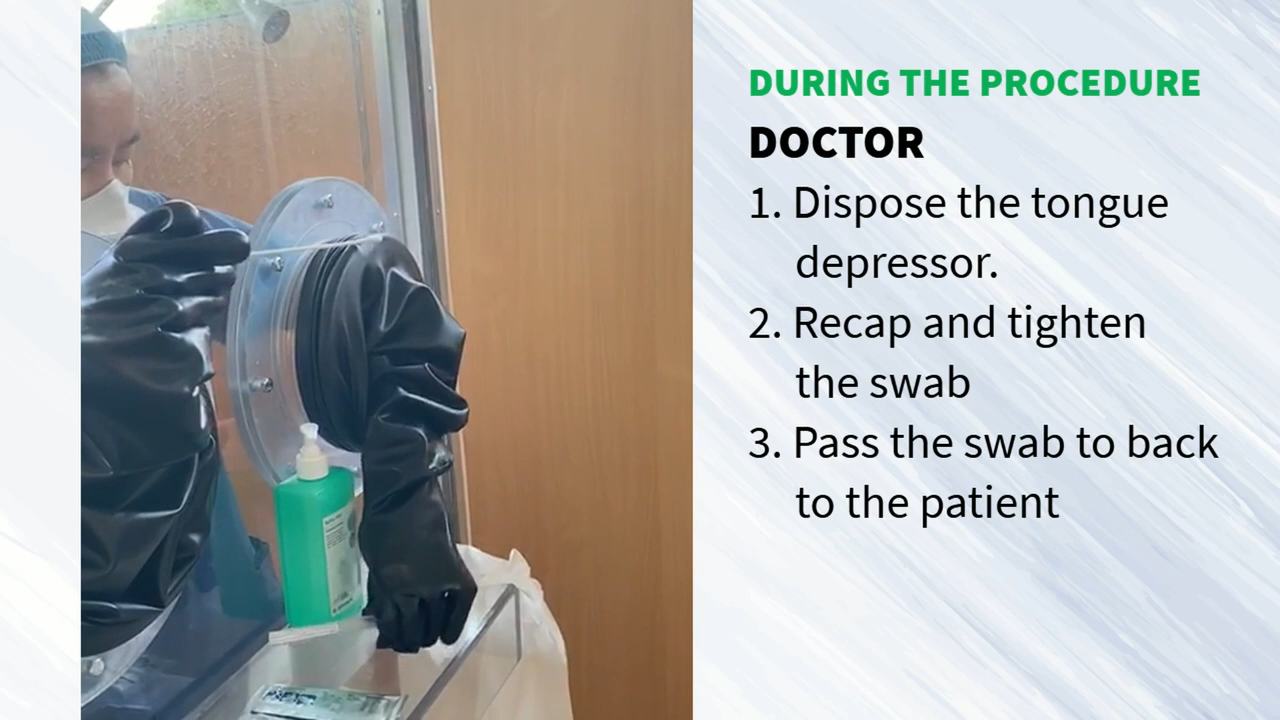 DURING THE PROCEDURE
DOCTOR
1. Dispose the tongue
depressor.
2. Recap and tighten
the swab
3. Pass the swab to back
to the patient